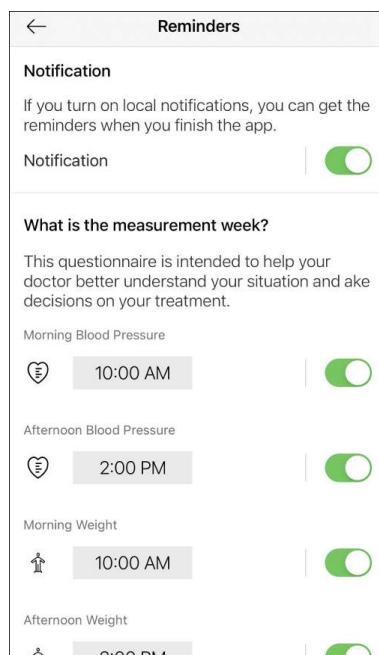 Reminders
Notification
If you turn on local notifications, you can get the
reminders when you finish the app.
Notification
What is the measurement week?
This questionnaire is intended to help your
doctor better understand your situation and ake
decisions on your treatment.
Morning Blood Pressure
10:00 AM
Afternoon Blood Pressure
2:00 PM
Morning Weight
10:00 AM
Afternoon Weight